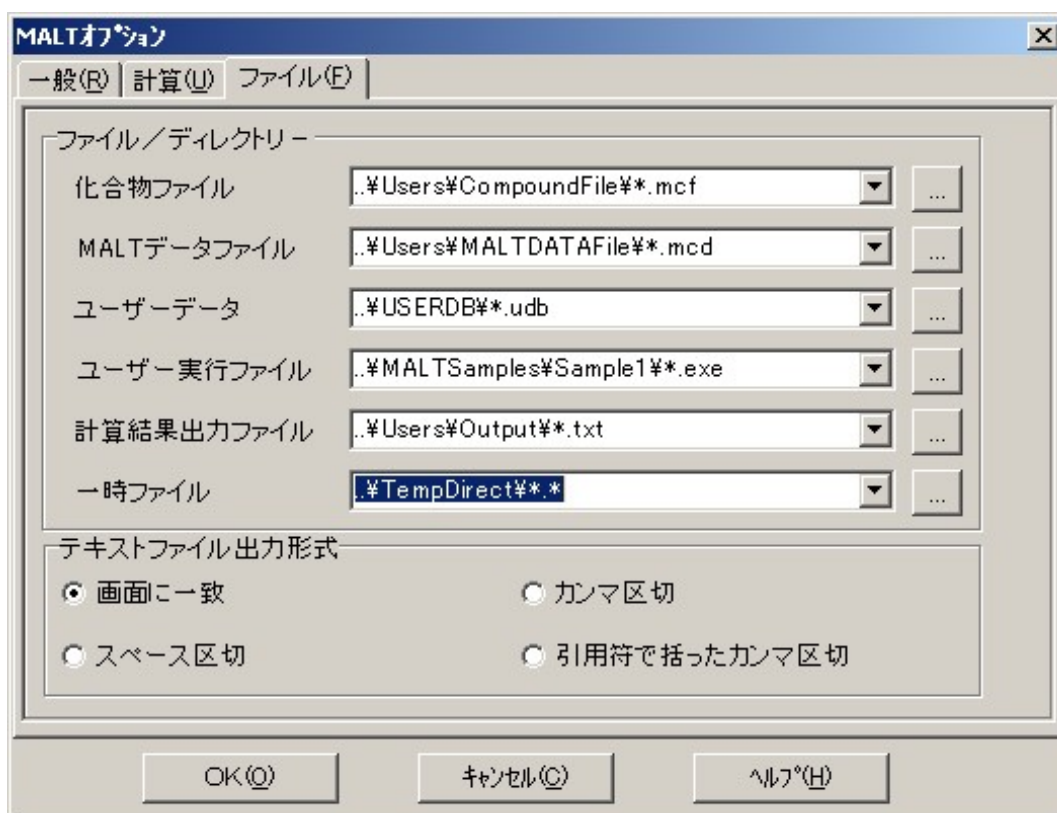 MALTオプション
一般(R) 計算(U) ファイル(F)
ファイル／ディレクトリー
化合物ファイル ..¥Users¥CompoundFile¥*.mcf ...
MALTデータファイル ..¥Users¥MALTDATAFile¥*.mcd ...
ユーザーデータ ..¥USERDB¥*.udb ...
ユーザー実行ファイル ..¥MALTSamples¥Sample1¥*.exe ...
計算結果出力ファイル ..¥Users¥Output¥*.txt ...
一時ファイル ..¥TempDirect¥*.* ...
テキストファイル出力形式
画面に一致 カンマ区切
スペース区切 引用符で括ったカンマ区切
OK(O) キャンセル(C) ヘルプ(H)